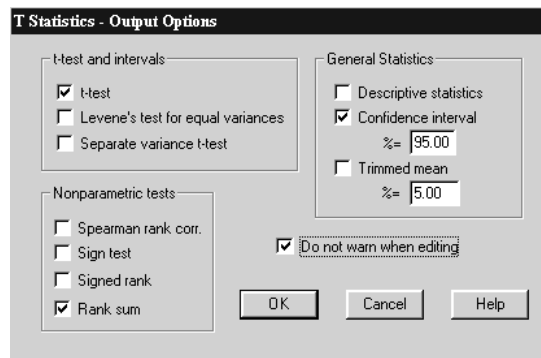 T Statistics - Output Options
t-test and intervals
t-test
Levene's test for equal variances
Separate variance t-test
General Statistics
Descriptive statistics
Confidence interval
%= 95.00
Trimmed mean
%= 5.00
Nonparametric tests
Spearman rank corr.
Sign test
Signed rank
Rank sum
Do not warn when editing
OK
Cancel
Help